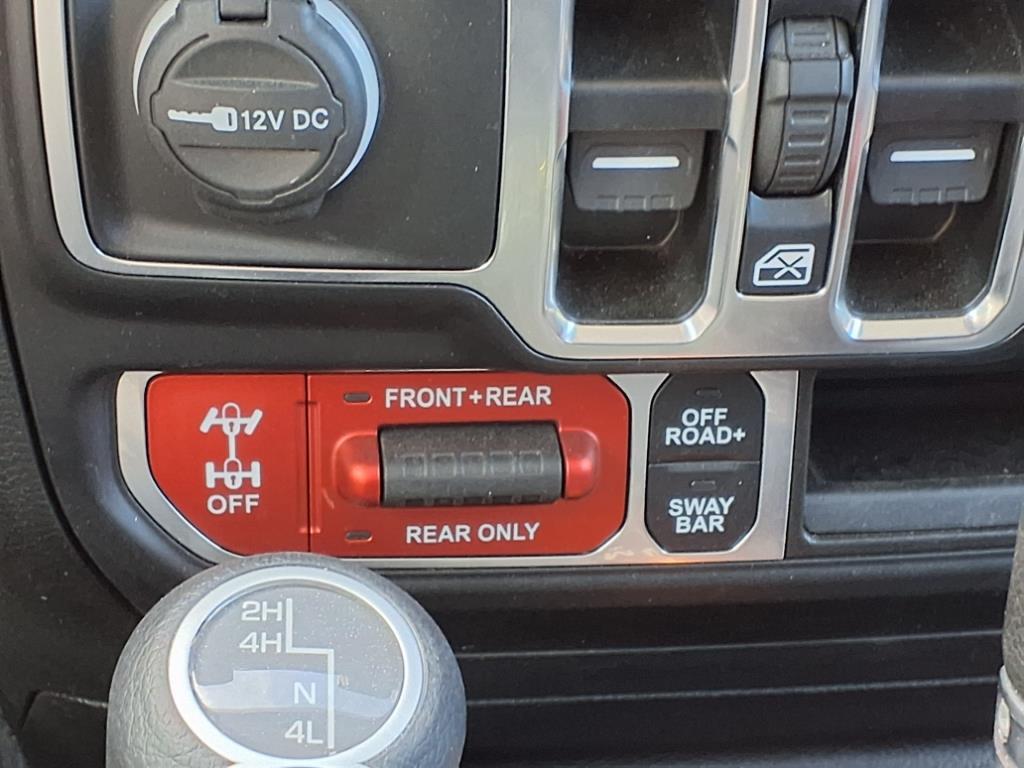 12V DC
FRONT+REAR
OFF
REAR ONLY
OFF
ROAD+
SWAY
BAR
2H
4H
N
4L